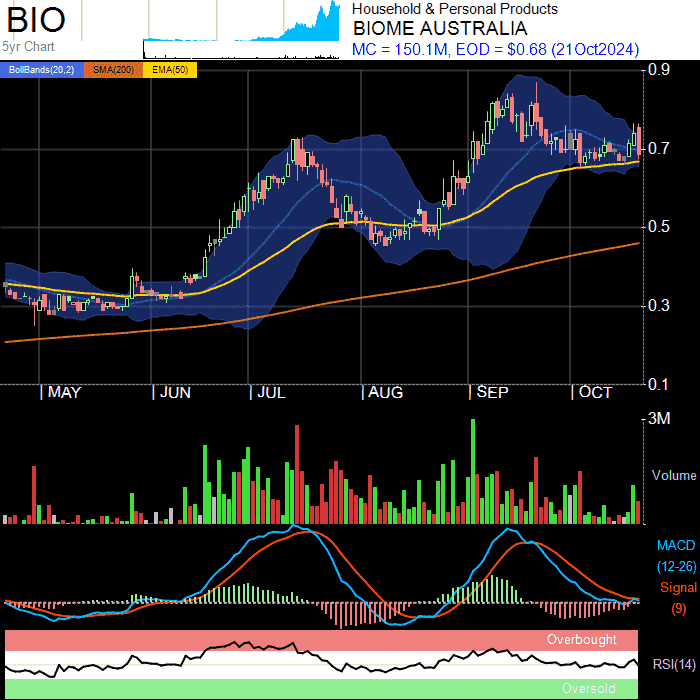 BIO
5yr Chart
Household & Personal Products
BIOME AUSTRALIA
MC = 150.1M, EOD = $0.68 (21Oct2024)
BollBands(20,2) SMA(200) EMA(50)
0.9
0.7
0.5
0.3
0.1
MAY JUN JUL AUG SEP OCT
3M
Volume
MACD
(12-26)
Signal
(9)
Overbought
RSI(14)
Oversold